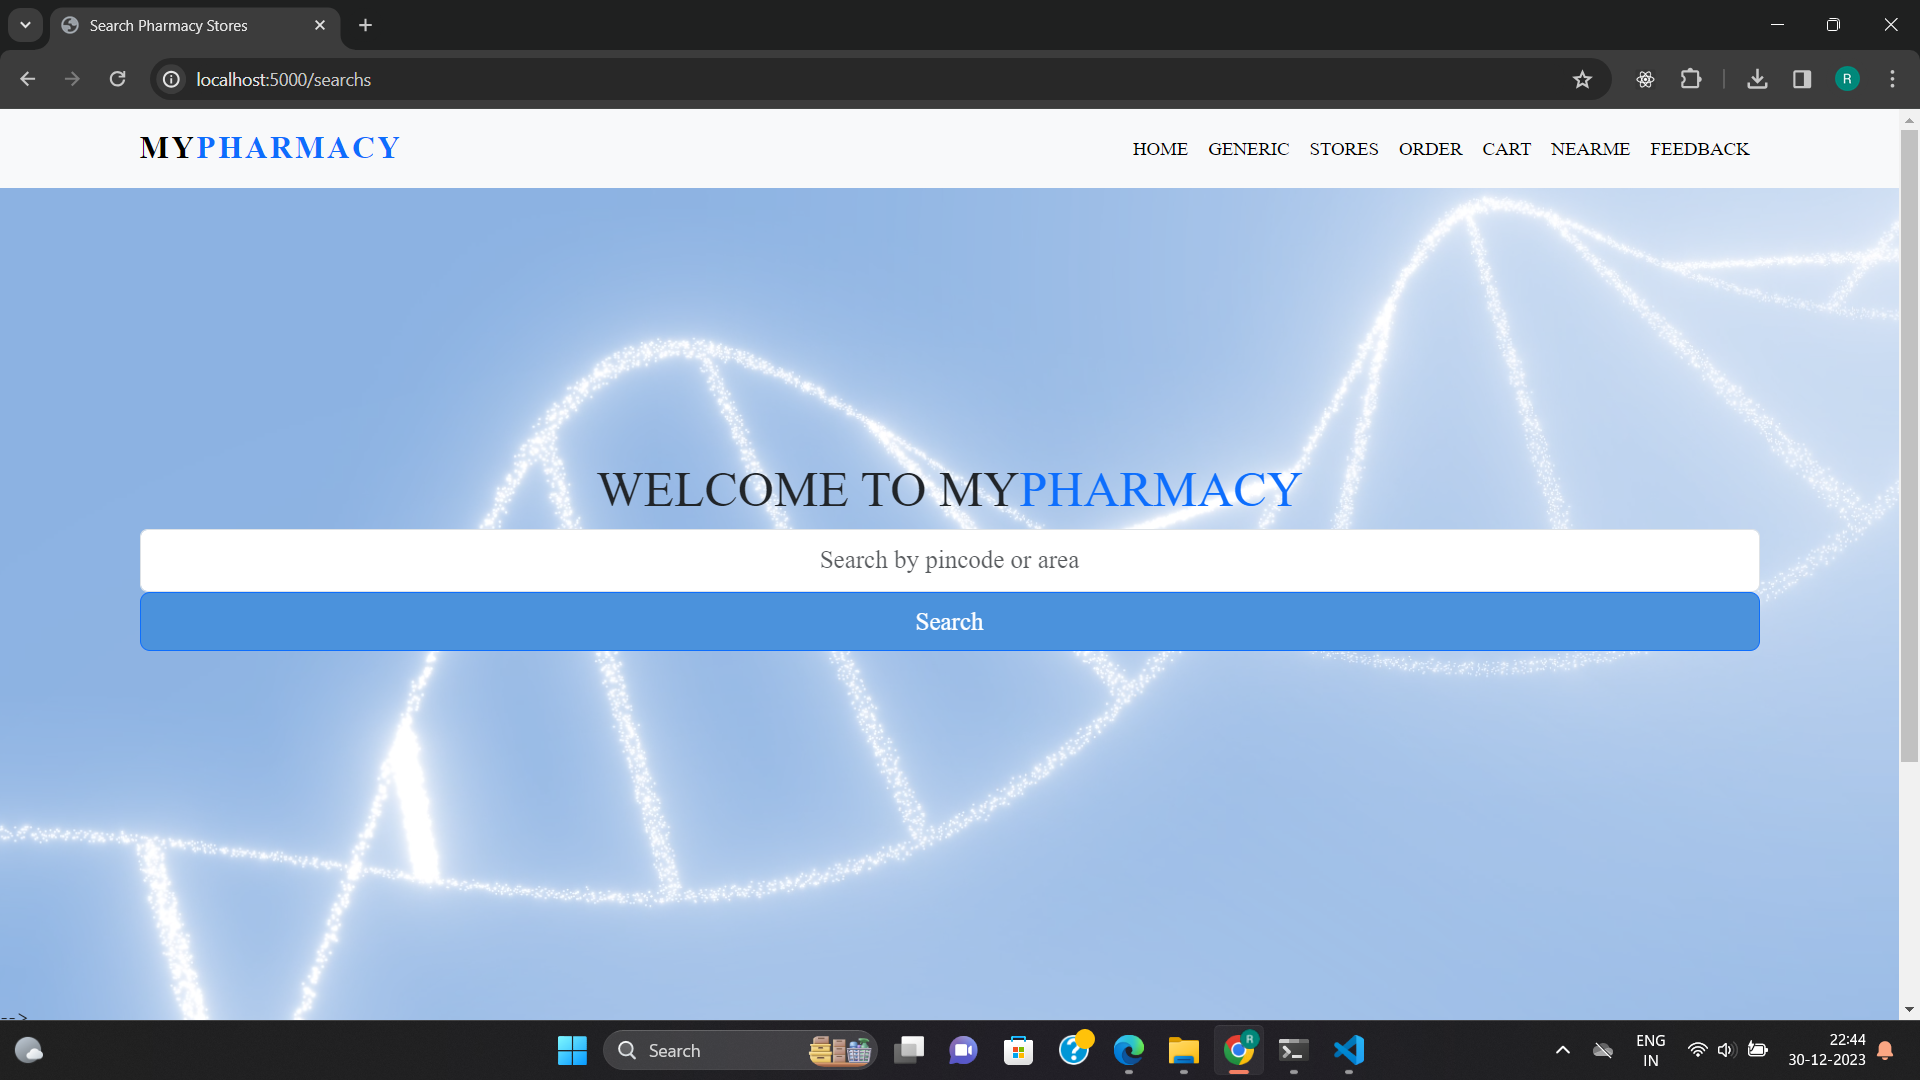 Search Pharmacy Stores
localhost:5000/searchs
R
MYPHARMACY
HOME GENERIC STORES ORDER CART NEARME FEEDBACK
WELCOME TO MYPHARMACY
Search by pincode or area
Search
-->
Search
R
ENG
IN
22:44
30-12-2023